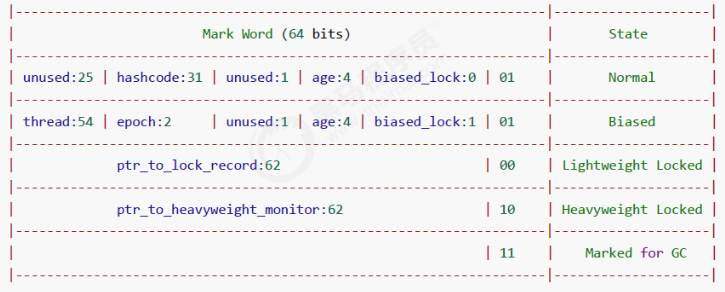 |--------------------------------------------------------------------|--------------------|
| Mark Word (64 bits) | State |
|--------------------------------------------------------------------|--------------------|
| unused:25 | hashcode:31 | unused:1 | age:4 | biased_lock:0 | 01 | Normal |
|--------------------------------------------------------------------|--------------------|
| thread:54 | epoch:2 | unused:1 | age:4 | biased_lock:1 | 01 | Biased |
|--------------------------------------------------------------------|--------------------|
| ptr_to_lock_record:62 | 00 | Lightweight Locked |
|--------------------------------------------------------------------|--------------------|
| ptr_to_heavyweight_monitor:62 | 10 | Heavyweight Locked |
|--------------------------------------------------------------------|--------------------|
| | 11 | Marked for GC |
|--------------------------------------------------------------------|--------------------|